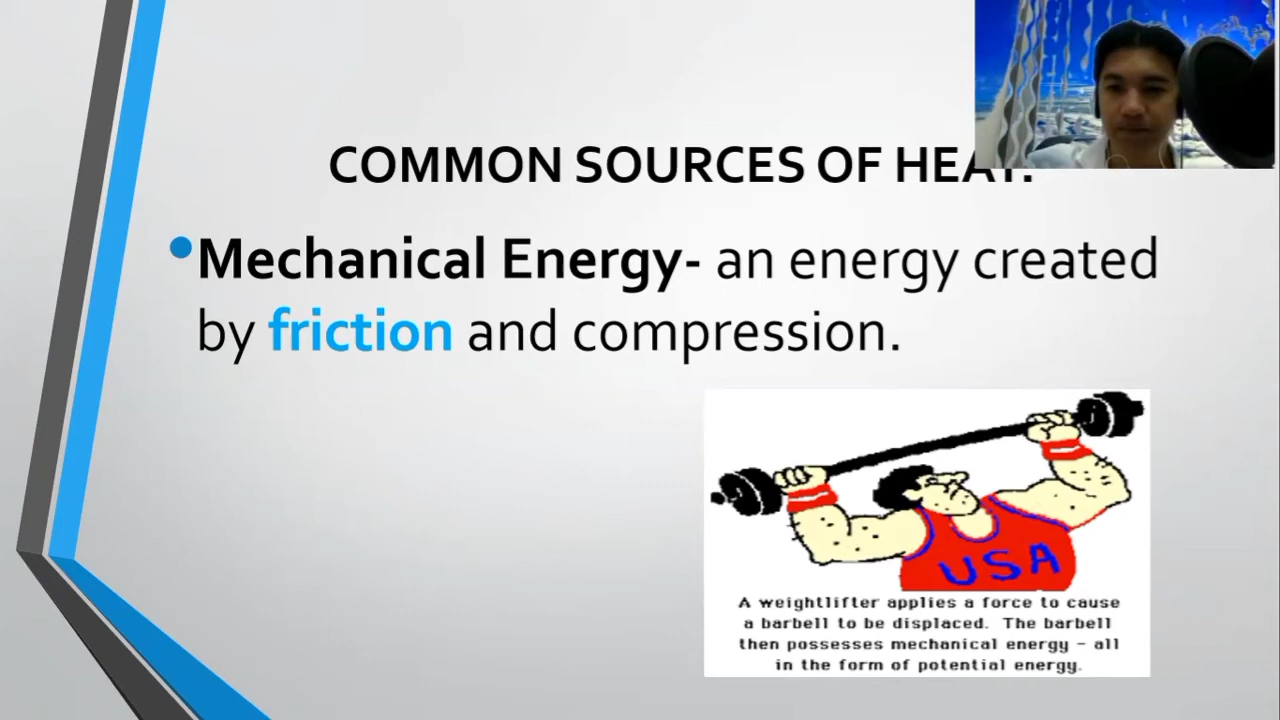 COMMON SOURCES OF HEAT:
Mechanical Energy- an energy created
by friction and compression.
USA
A weightlifter applies a force to cause
a barbell to be displaced. The barbell
then possesses mechanical energy - all
in the form of potential energy.